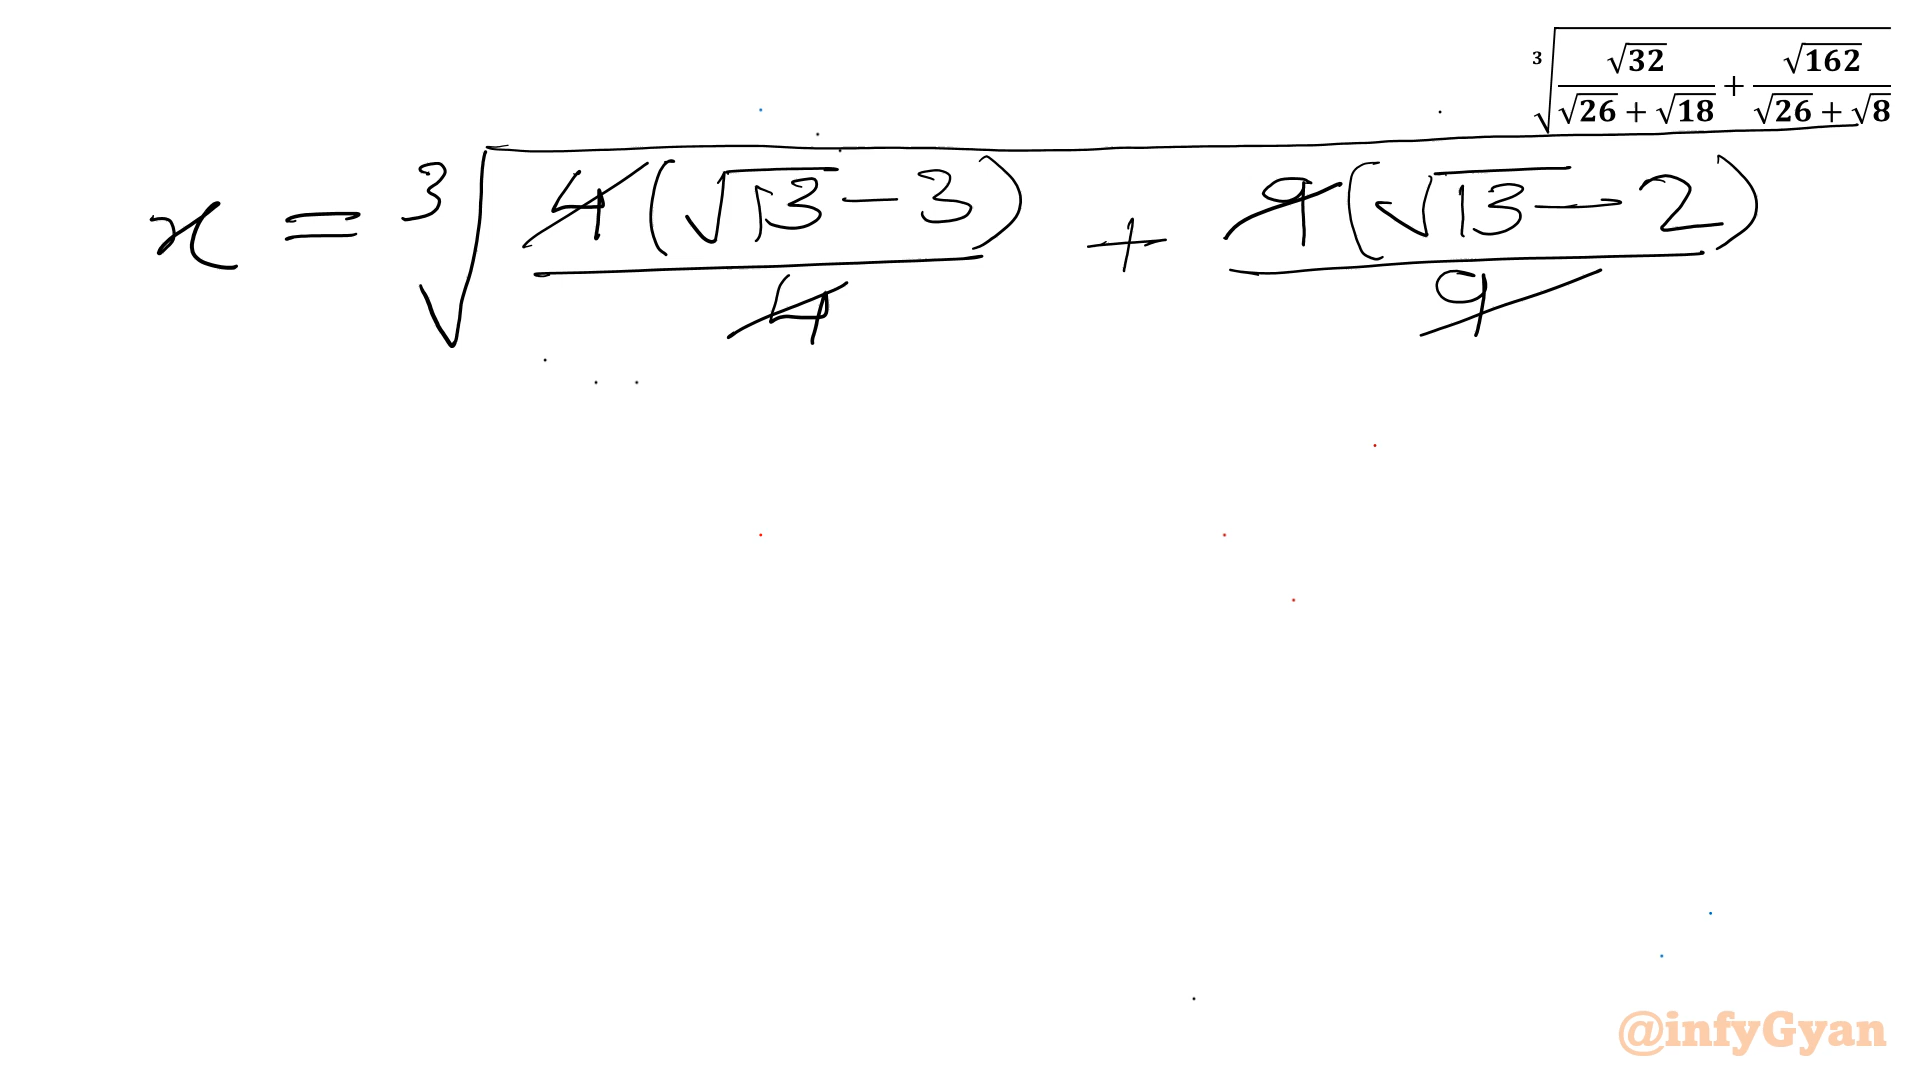 ∛(√32/(√26 + √18) + √162/(√26 + √8))
x = ∛(4(√13 − 3)/4 + 9(√13 − 2)/9)
@infyGyan